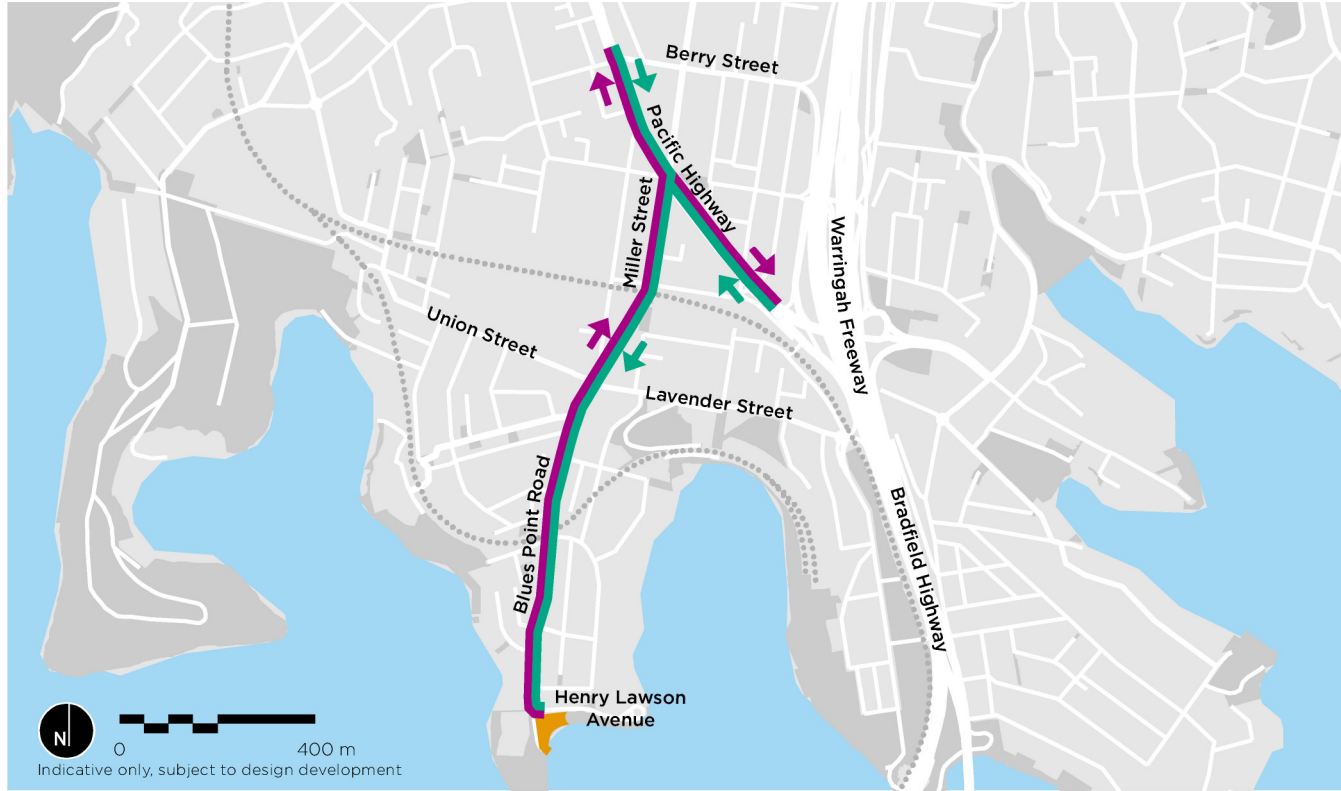 Berry Street
Pacific Highway
Miller Street
Warringah Freeway
Union Street
Lavender Street
Blues Point Road
Bradfield Highway
Henry Lawson
Avenue
N
0 400 m
Indicative only, subject to design development